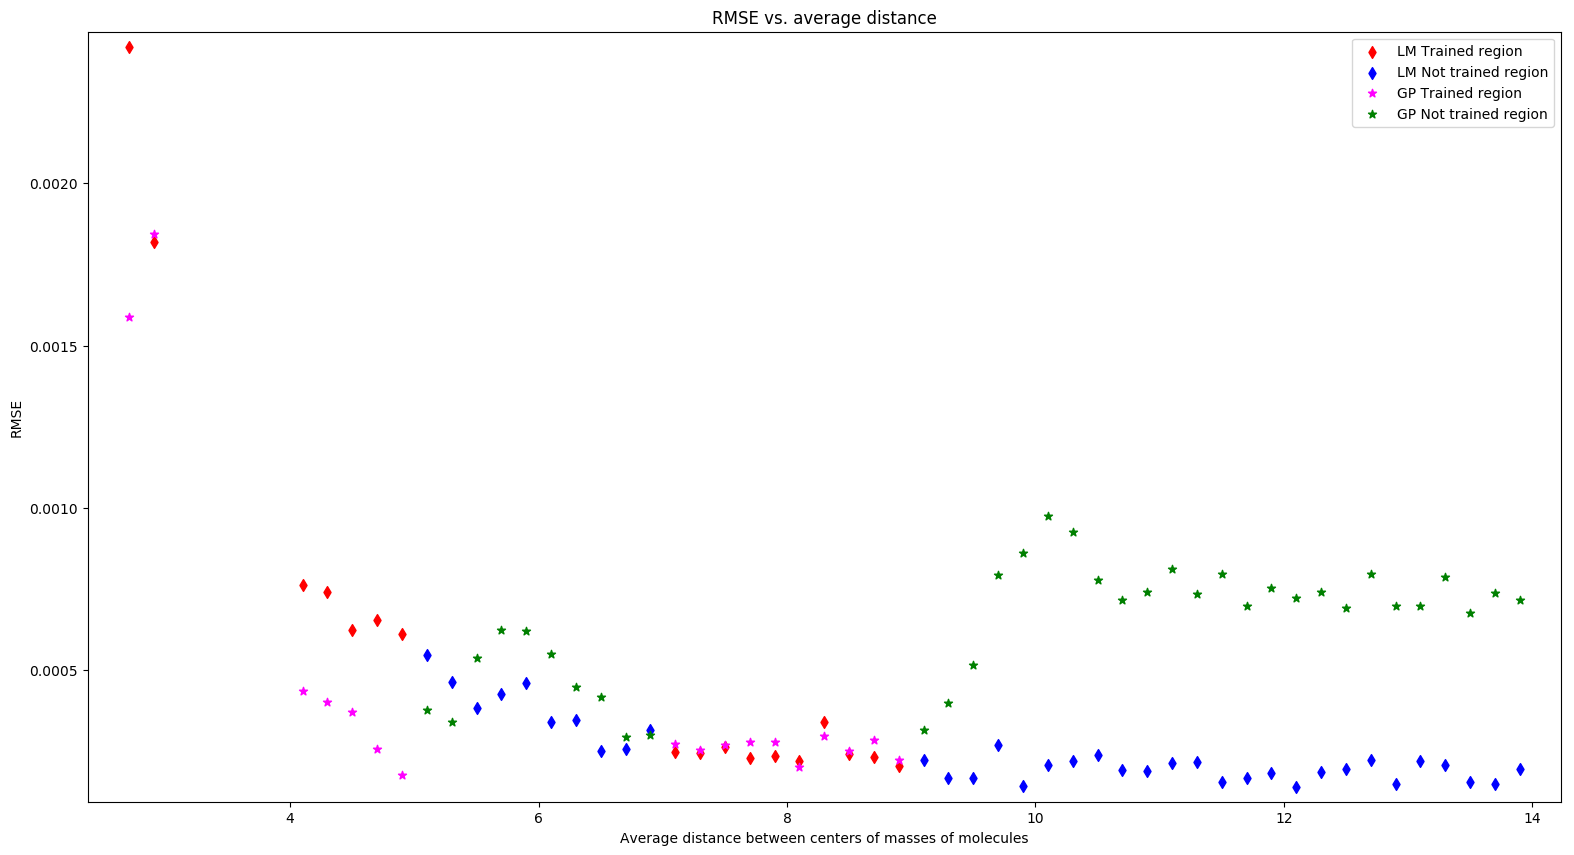 RMSE vs. average distance
LM Trained region
LM Not trained region
GP Trained region
GP Not trained region
RMSE
0.0020
0.0015
0.0010
0.0005
4
6
8
10
12
14
Average distance between centers of masses of molecules